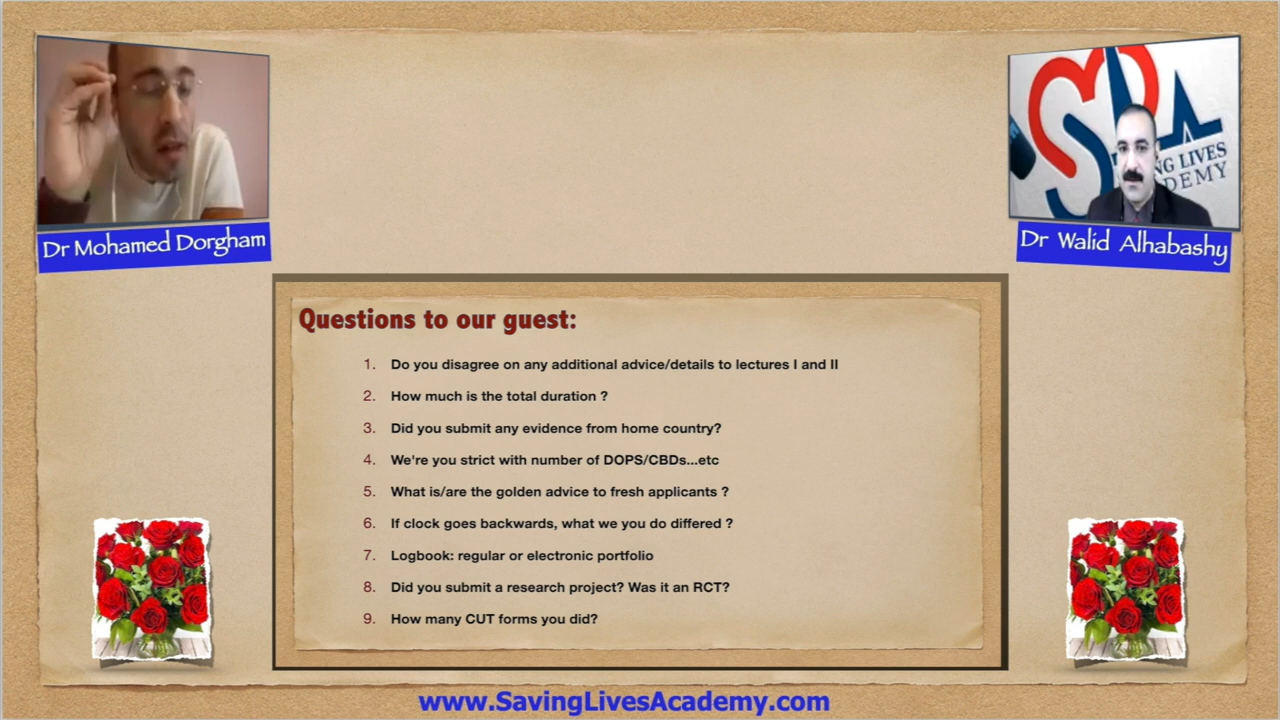 Dr Mohamed Dorgham
NG LIVES
DEMY
Dr Walid Alhabashy
Questions to our guest:
1. Do you disagree on any additional advice/details to lectures I and II
2. How much is the total duration ?
3. Did you submit any evidence from home country?
4. We're you strict with number of DOPS/CBDs...etc
5. What is/are the golden advice to fresh applicants ?
6. If clock goes backwards, what we you do differed ?
7. Logbook: regular or electronic portfolio
8. Did you submit a research project? Was it an RCT?
9. How many CUT forms you did?
www.SavingLivesAcademy.com